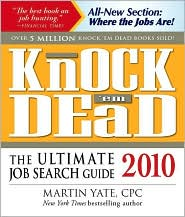 "The best book on
job hunting."
—FINANCIAL TIMES
All-New Section:
Where the Jobs Are!
OVER 5 MILLION KNOCK 'EM DEAD BOOKS SOLD!
KNOCK
'em
DEAD
THE ULTIMATE
JOB SEARCH GUIDE
2010
MARTIN YATE, CPC
New York Times bestselling author